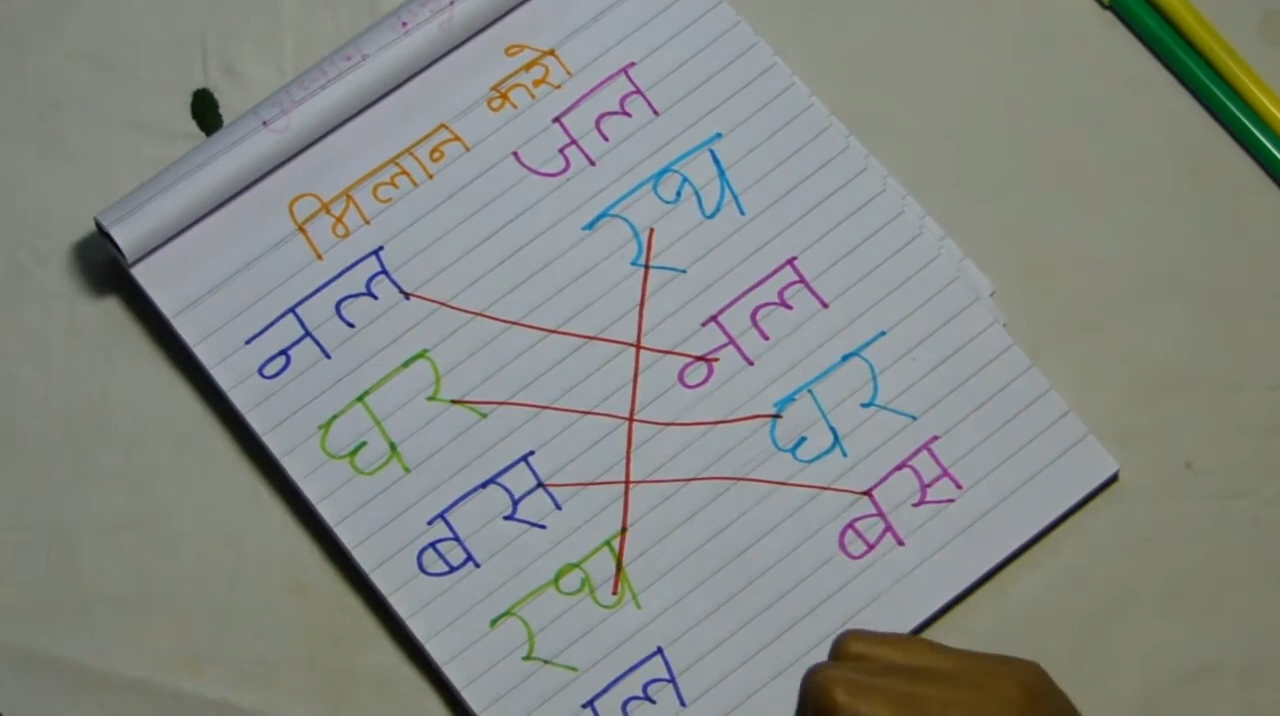 मिलान करो
नल जल
घर रथ
बस नल
रथ घर
बस